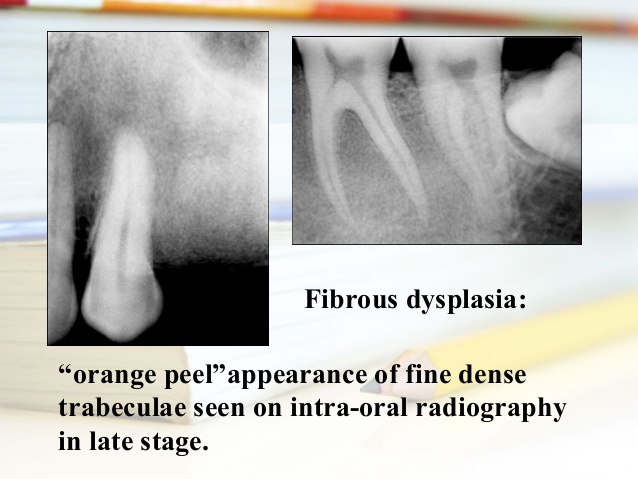 Fibrous dysplasia:
“orange peel”appearance of fine dense
trabeculae seen on intra-oral radiography
in late stage.